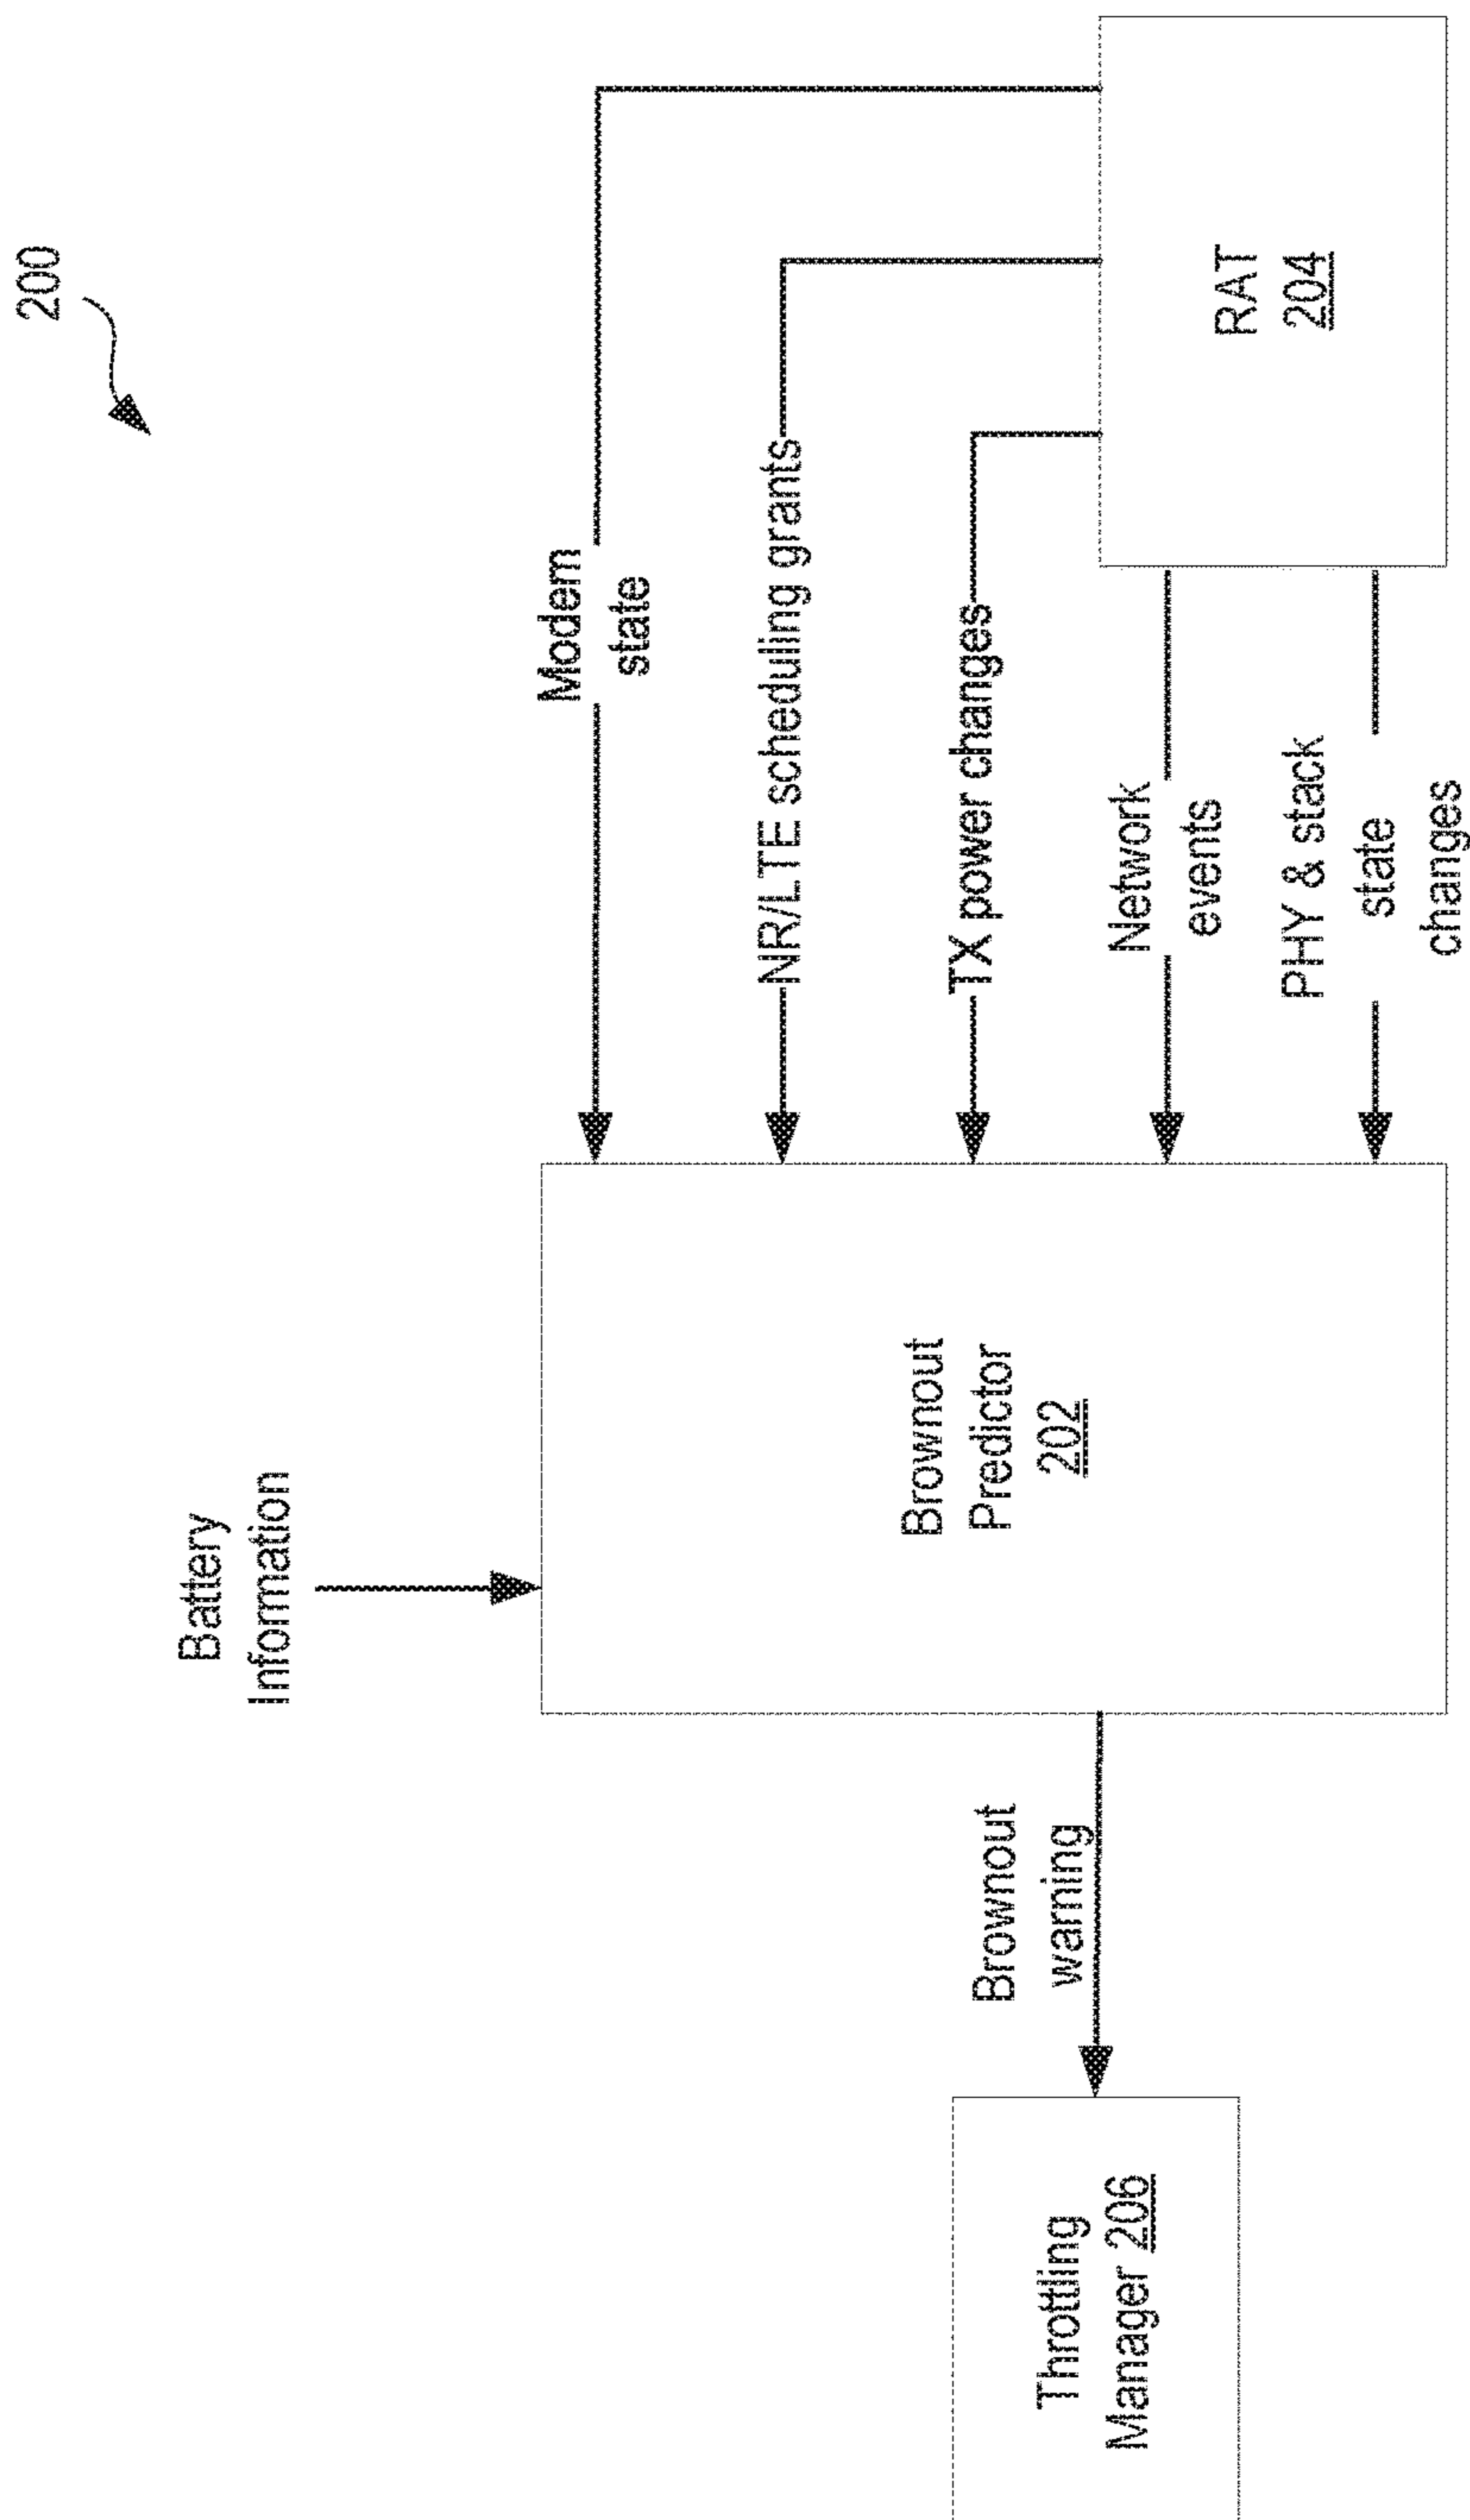 200
Battery
Information
Modem
state
NR/LTE scheduling grants
TX power changes
Network
events
PHY & stack
state
changes
Throttling
Manager 206
Brownout
warning
Brownout
Predictor
202
RAT
204